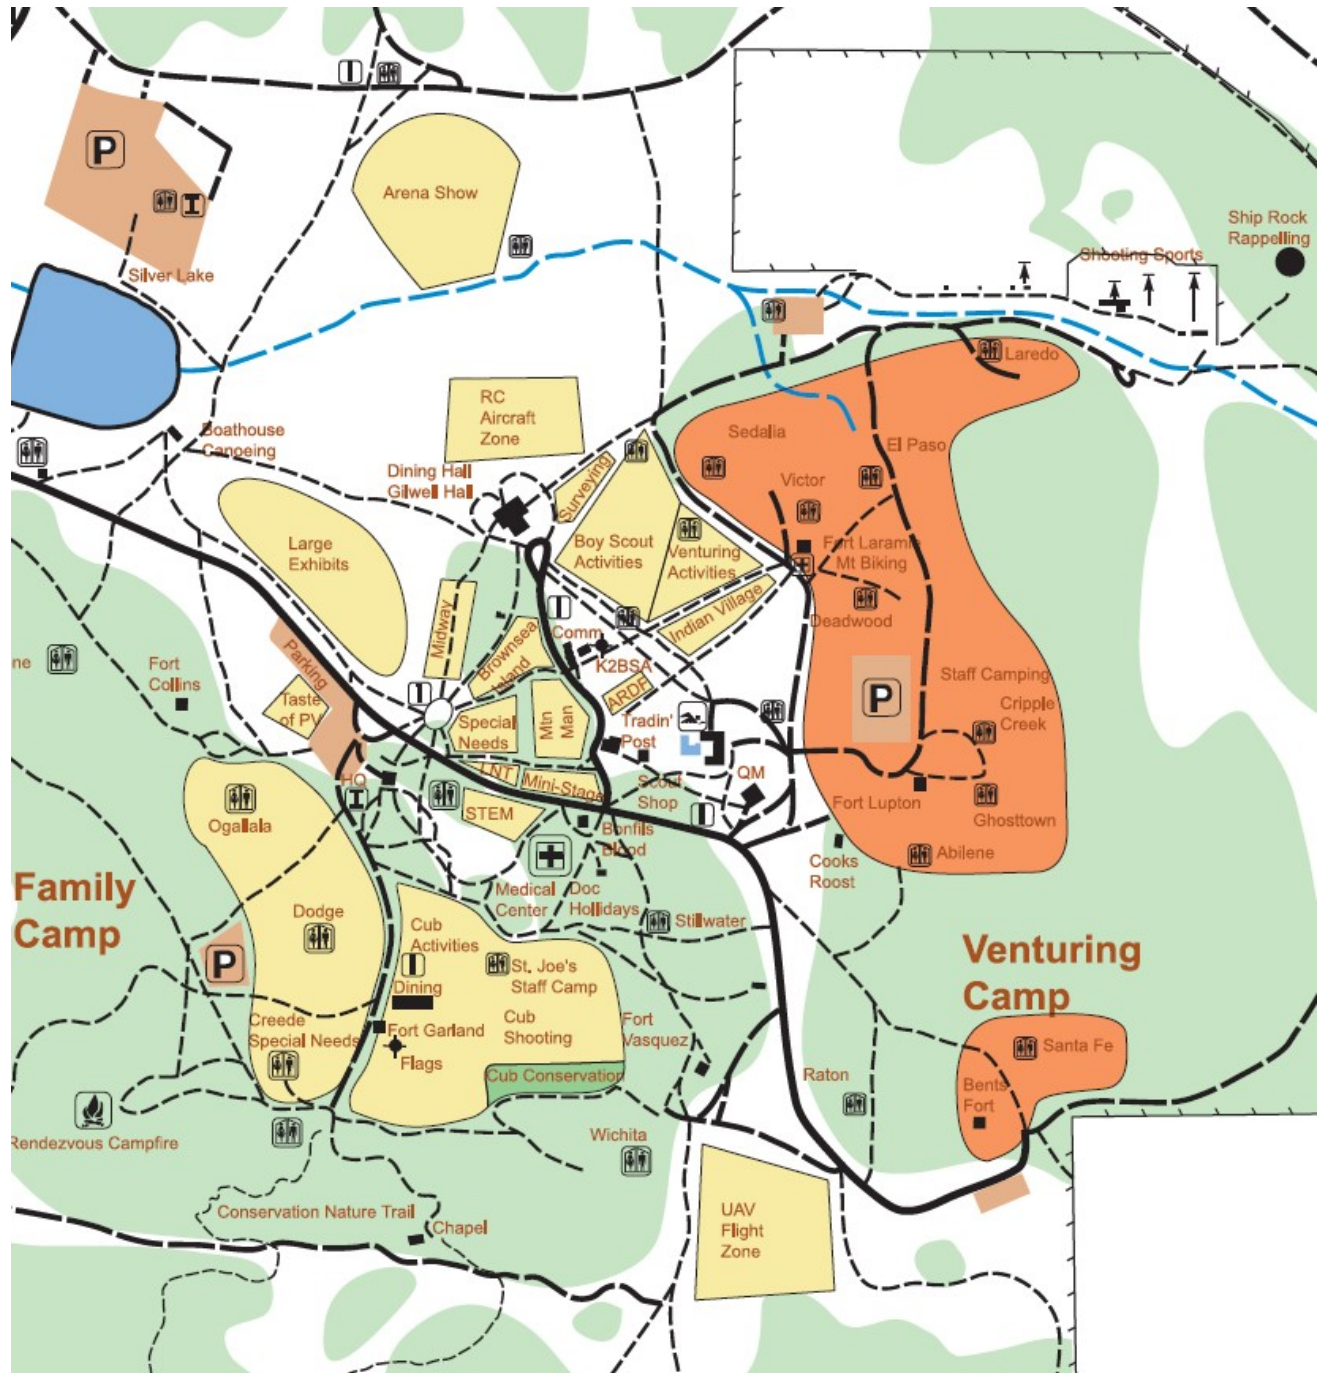 P
Arena Show
Ship Rock
Rappelling
Shooting Sports
Silver Lake
Laredo
RC
Aircraft
Zone
Sedalia
El Paso
Boathouse
Canoeing
Dining Hall
Gilwell Hall
Surveying
Victor
Large
Exhibits
Boy Scout
Activities
Venturing
Activities
Fort Laramie
Mt Biking
Midway
Brownsea
Island
Indian Village
Deadwood
Comm
K2BSA
ne
Fort
Collins
Parking
Taste
of PV
ARDF
Staff Camping
P
Cripple
Creek
Special
Needs
Mtn
Man
Tradin'
Post
LNT
Mini-Stage
Scout
Shop
QM
HQ
Fort Lupton
Ghosttown
STEM
Ogallala
Bonfils
Blood
Cooks
Roost
Abilene
Family
Camp
Medical
Center
Doc
Hollidays
Dodge
Cub
Activities
Stillwater
Venturing
Camp
P
St. Joe's
Staff Camp
Dining
Creede
Special Needs
Fort Garland
Flags
Cub
Shooting
Fort
Vasquez
Cub Conservation
Raton
Santa Fe
Bents
Fort
Rendezvous Campfire
Wichita
Conservation Nature Trail
Chapel
UAV
Flight
Zone